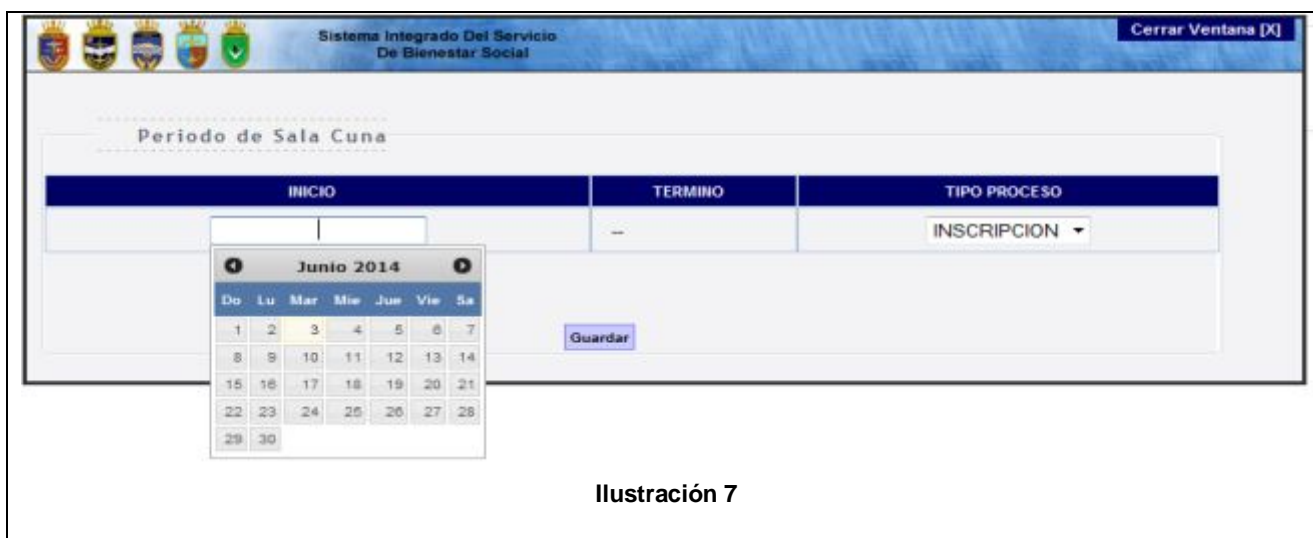 Sistema Integrado Del Servicio
De Bienestar Social
Cerrar Ventana [X]
Periodo de Sala Cuna
INICIO TERMINO TIPO PROCESO
-- INSCRIPCION
Junio 2014
Do Lu Mar Mie Jue Vie Sa
1 2 3 4 5 6 7
8 9 10 11 12 13 14
15 16 17 18 19 20 21
22 23 24 25 26 27 28
29 30
Guardar
Ilustración 7